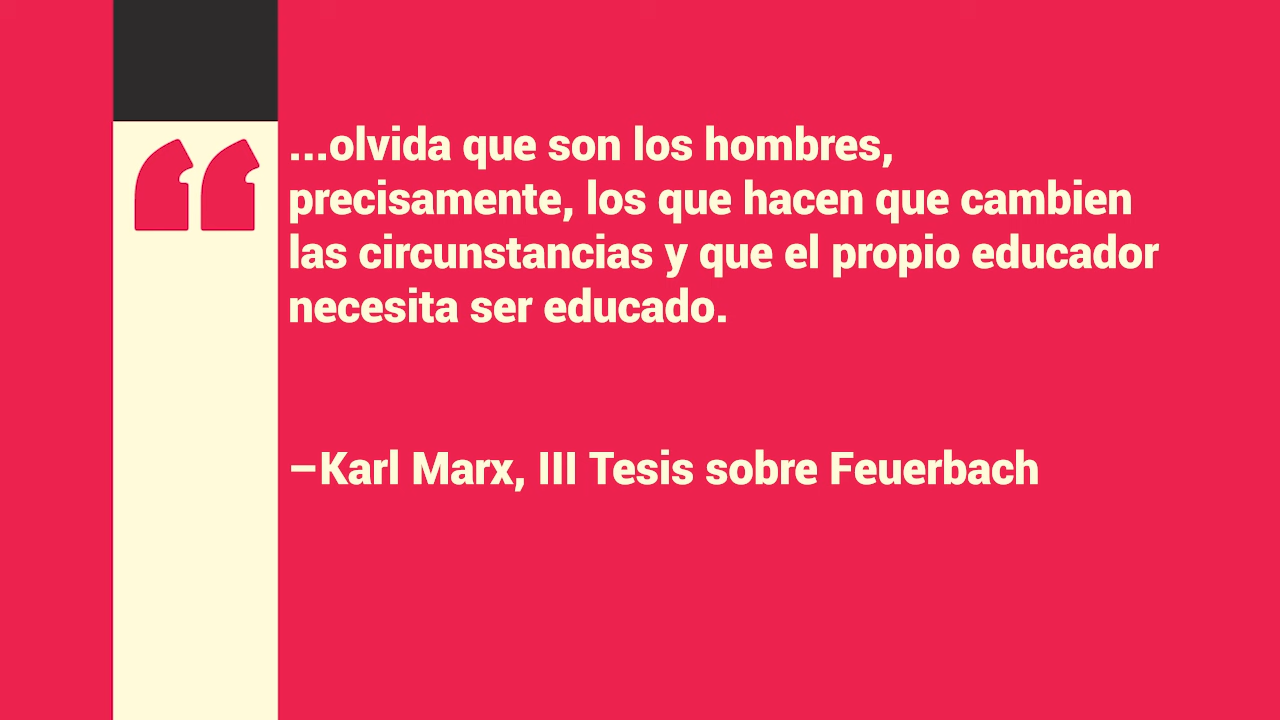 ...olvida que son los hombres,
precisamente, los que hacen que cambien
las circunstancias y que el propio educador
necesita ser educado.
–Karl Marx, III Tesis sobre Feuerbach